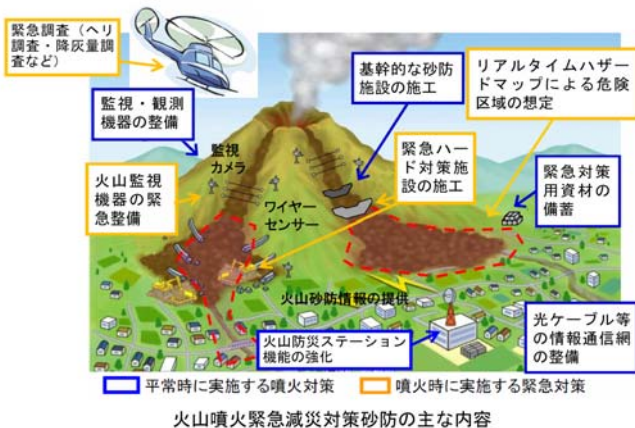 緊急調査（ヘリ
調査・降灰量調
査など）
監視・観測
機器の整備
火山監視
機器の緊
急整備
監視
カメラ
ワイヤー
センサー
基幹的な砂防
施設の施工
緊急ハー
ド対策施
設の施工
リアルタイムハザー
ドマップによる危険
区域の想定
緊急対策
用資材の
備蓄
火山砂防情報の提供
火山防災ステーション
機能の強化
光ケーブル等
の情報通信網
の整備
平常時に実施する噴火対策
噴火時に実施する緊急対策
火山噴火緊急減災対策砂防の主な内容